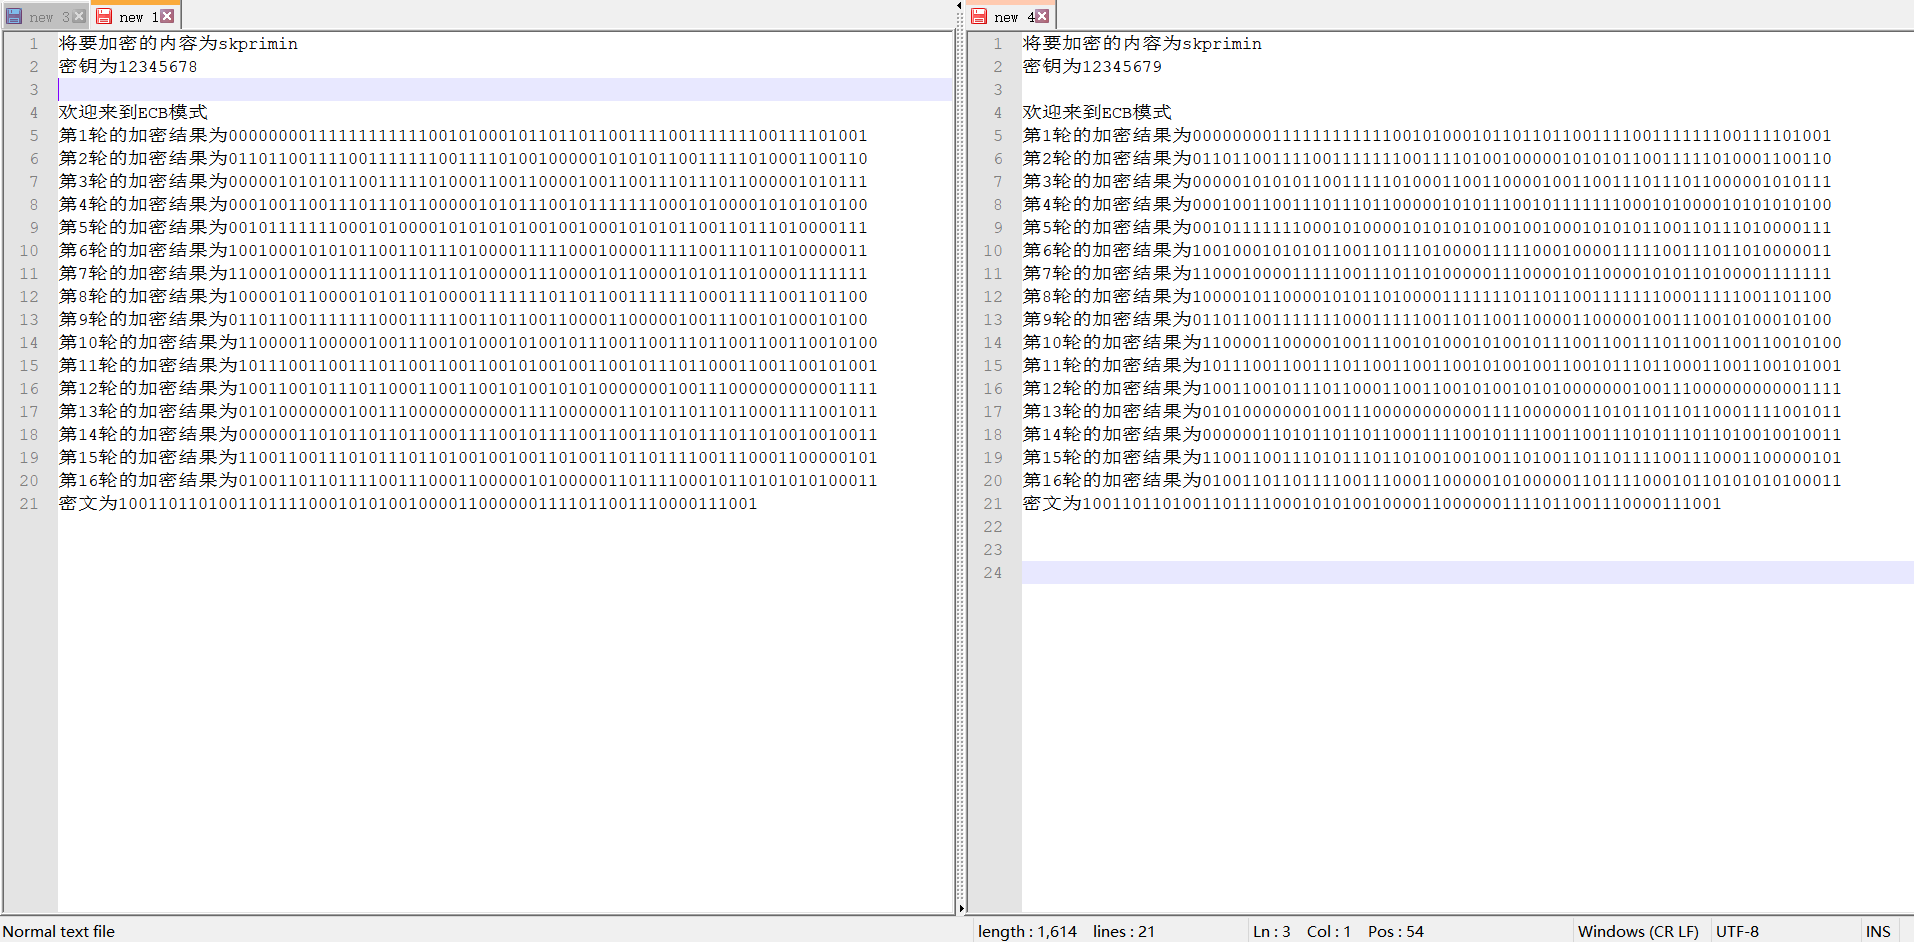 new 3
new 1
new 4
1 将要加密的内容为skprimin
2 密钥为12345678
3
4 欢迎来到ECB模式
5 第1轮的加密结果为0000000011111111111100101000101101101100111100111111100111101001
6 第2轮的加密结果为0110110011110011111110011110100100000101010110011111010001100110
7 第3轮的加密结果为0000010101011001111101000110011000010011001110111011000001010111
8 第4轮的加密结果为0001001100111011101100000101011100101111111000101000010101010100
9 第5轮的加密结果为0010111111100010100001010101010010010001010101100110111010000111
10 第6轮的加密结果为1001000101010110011011101000011111000100001111100111011010000011
11 第7轮的加密结果为1100010000111110011101101000001110000101100001010110100001111111
12 第8轮的加密结果为1000010110000101011010000111111101101100111111100011111001101100
13 第9轮的加密结果为0110110011111110001111100110110011000011000001001110010100010100
14 第10轮的加密结果为1100001100000100111001010001010010111001100111011001100110010100
15 第11轮的加密结果为1011100110011101100110011001010010011001011101100011001100101001
16 第12轮的加密结果为1001100101110110001100110010100101010000000100111000000000001111
17 第13轮的加密结果为0101000000010011100000000000111100000011010110110110001111001011
18 第14轮的加密结果为0000001101011011011000111100101111001100111010111011010010010011
19 第15轮的加密结果为1100110011101011101101001001001101001101101111001110001100000101
20 第16轮的加密结果为0100110110111100111000110000010100000110111100010110101010100011
21 密文为1001101101001101111000101010010000110000001111011001110000111001
1 将要加密的内容为skprimin
2 密钥为12345679
3
4 欢迎来到ECB模式
5 第1轮的加密结果为0000000011111111111100101000101101101100111100111111100111101001
6 第2轮的加密结果为0110110011110011111110011110100100000101010110011111010001100110
7 第3轮的加密结果为0000010101011001111101000110011000010011001110111011000001010111
8 第4轮的加密结果为0001001100111011101100000101011100101111111000101000010101010100
9 第5轮的加密结果为0010111111100010100001010101010010010001010101100110111010000111
10 第6轮的加密结果为1001000101010110011011101000011111000100001111100111011010000011
11 第7轮的加密结果为1100010000111110011101101000001110000101100001010110100001111111
12 第8轮的加密结果为1000010110000101011010000111111101101100111111100011111001101100
13 第9轮的加密结果为0110110011111110001111100110110011000011000001001110010100010100
14 第10轮的加密结果为1100001100000100111001010001010010111001100111011001100110010100
15 第11轮的加密结果为1011100110011101100110011001010010011001011101100011001100101001
16 第12轮的加密结果为1001100101110110001100110010100101010000000100111000000000001111
17 第13轮的加密结果为0101000000010011100000000000111100000011010110110110001111001011
18 第14轮的加密结果为0000001101011011011000111100101111001100111010111011010010010011
19 第15轮的加密结果为1100110011101011101101001001001101001101101111001110001100000101
20 第16轮的加密结果为0100110110111100111000110000010100000110111100010110101010100011
21 密文为1001101101001101111000101010010000110000001111011001110000111001
22
23
24
Normal text file
length : 1,614 lines : 21
Ln : 3 Col : 1 Pos : 54
Windows (CR LF)
UTF-8
INS